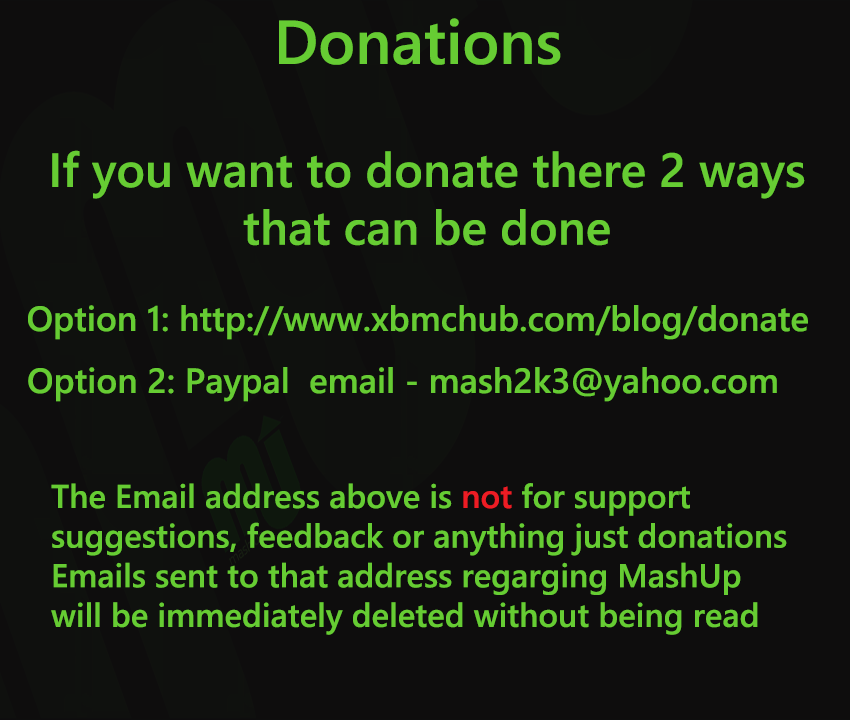 Donations
If you want to donate there 2 ways
that can be done
Option 1: http://www.xbmchub.com/blog/donate
Option 2: Paypal  email - mash2k3@yahoo.com
The Email address above is not for support
suggestions, feedback or anything just donations
Emails sent to that address regarging MashUp
will be immediately deleted without being read